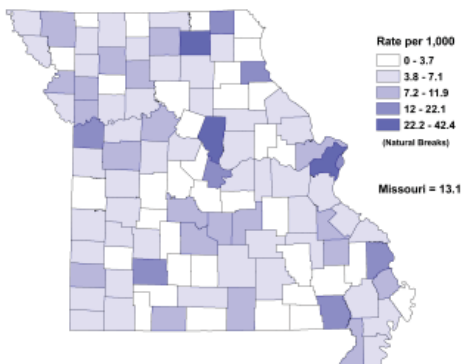 Rate per 1,000
0 - 3.7
3.8 - 7.1
7.2 - 11.9
12 - 22.1
22.2 - 42.4
(Natural Breaks)
Missouri = 13.1